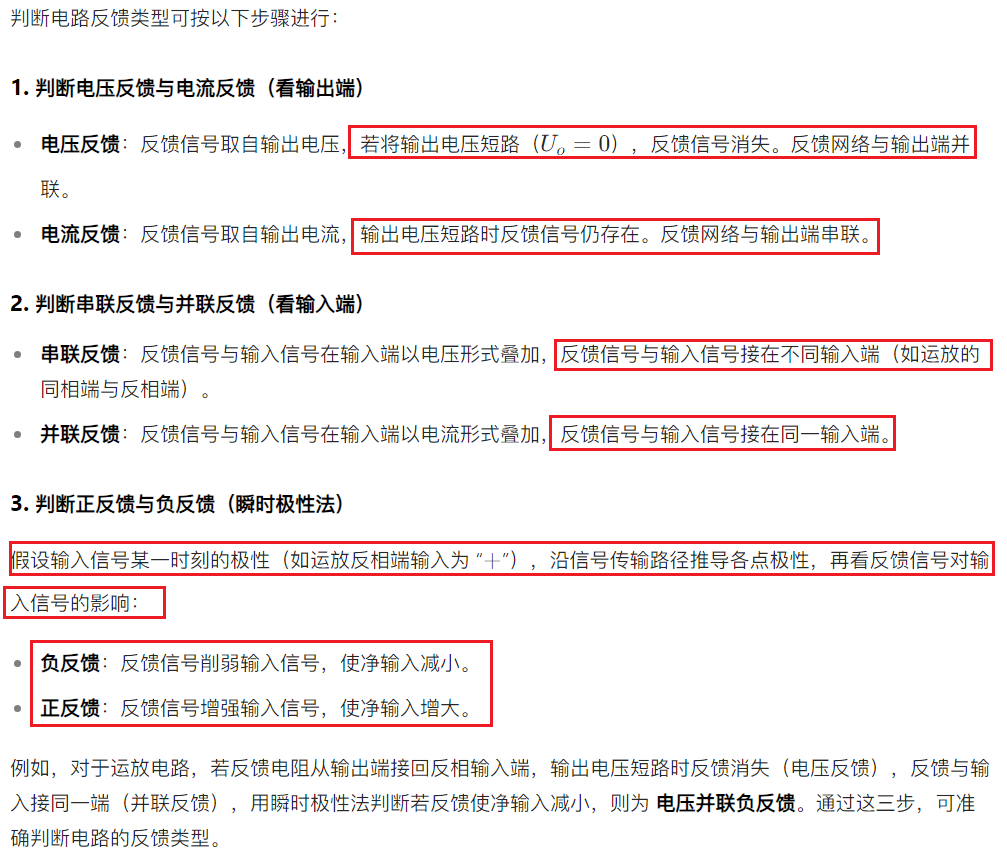 判断电路反馈类型可按以下步骤进行：
1. 判断电压反馈与电流反馈（看输出端）
• 电压反馈：反馈信号取自输出电压，若将输出电压短路（U_o = 0），反馈信号消失。反馈网络与输出端并
联。
• 电流反馈：反馈信号取自输出电流，输出电压短路时反馈信号仍存在。反馈网络与输出端串联。
2. 判断串联反馈与并联反馈（看输入端）
• 串联反馈：反馈信号与输入信号在输入端以电压形式叠加，反馈信号与输入信号接在不同输入端（如运放的
同相端与反相端）。
• 并联反馈：反馈信号与输入信号在输入端以电流形式叠加，反馈信号与输入信号接在同一输入端。
3. 判断正反馈与负反馈（瞬时极性法）
假设输入信号某一时刻的极性（如运放反相端输入为 “＋”），沿信号传输路径推导各点极性，再看反馈信号对输
入信号的影响：
• 负反馈：反馈信号削弱输入信号，使净输入减小。
• 正反馈：反馈信号增强输入信号，使净输入增大。
例如，对于运放电路，若反馈电阻从输出端接回反相输入端，输出电压短路时反馈消失（电压反馈），反馈与输
入接同一端（并联反馈），用瞬时极性法判断若反馈使净输入减小，则为 电压并联负反馈。通过这三步，可准
确判断电路的反馈类型。